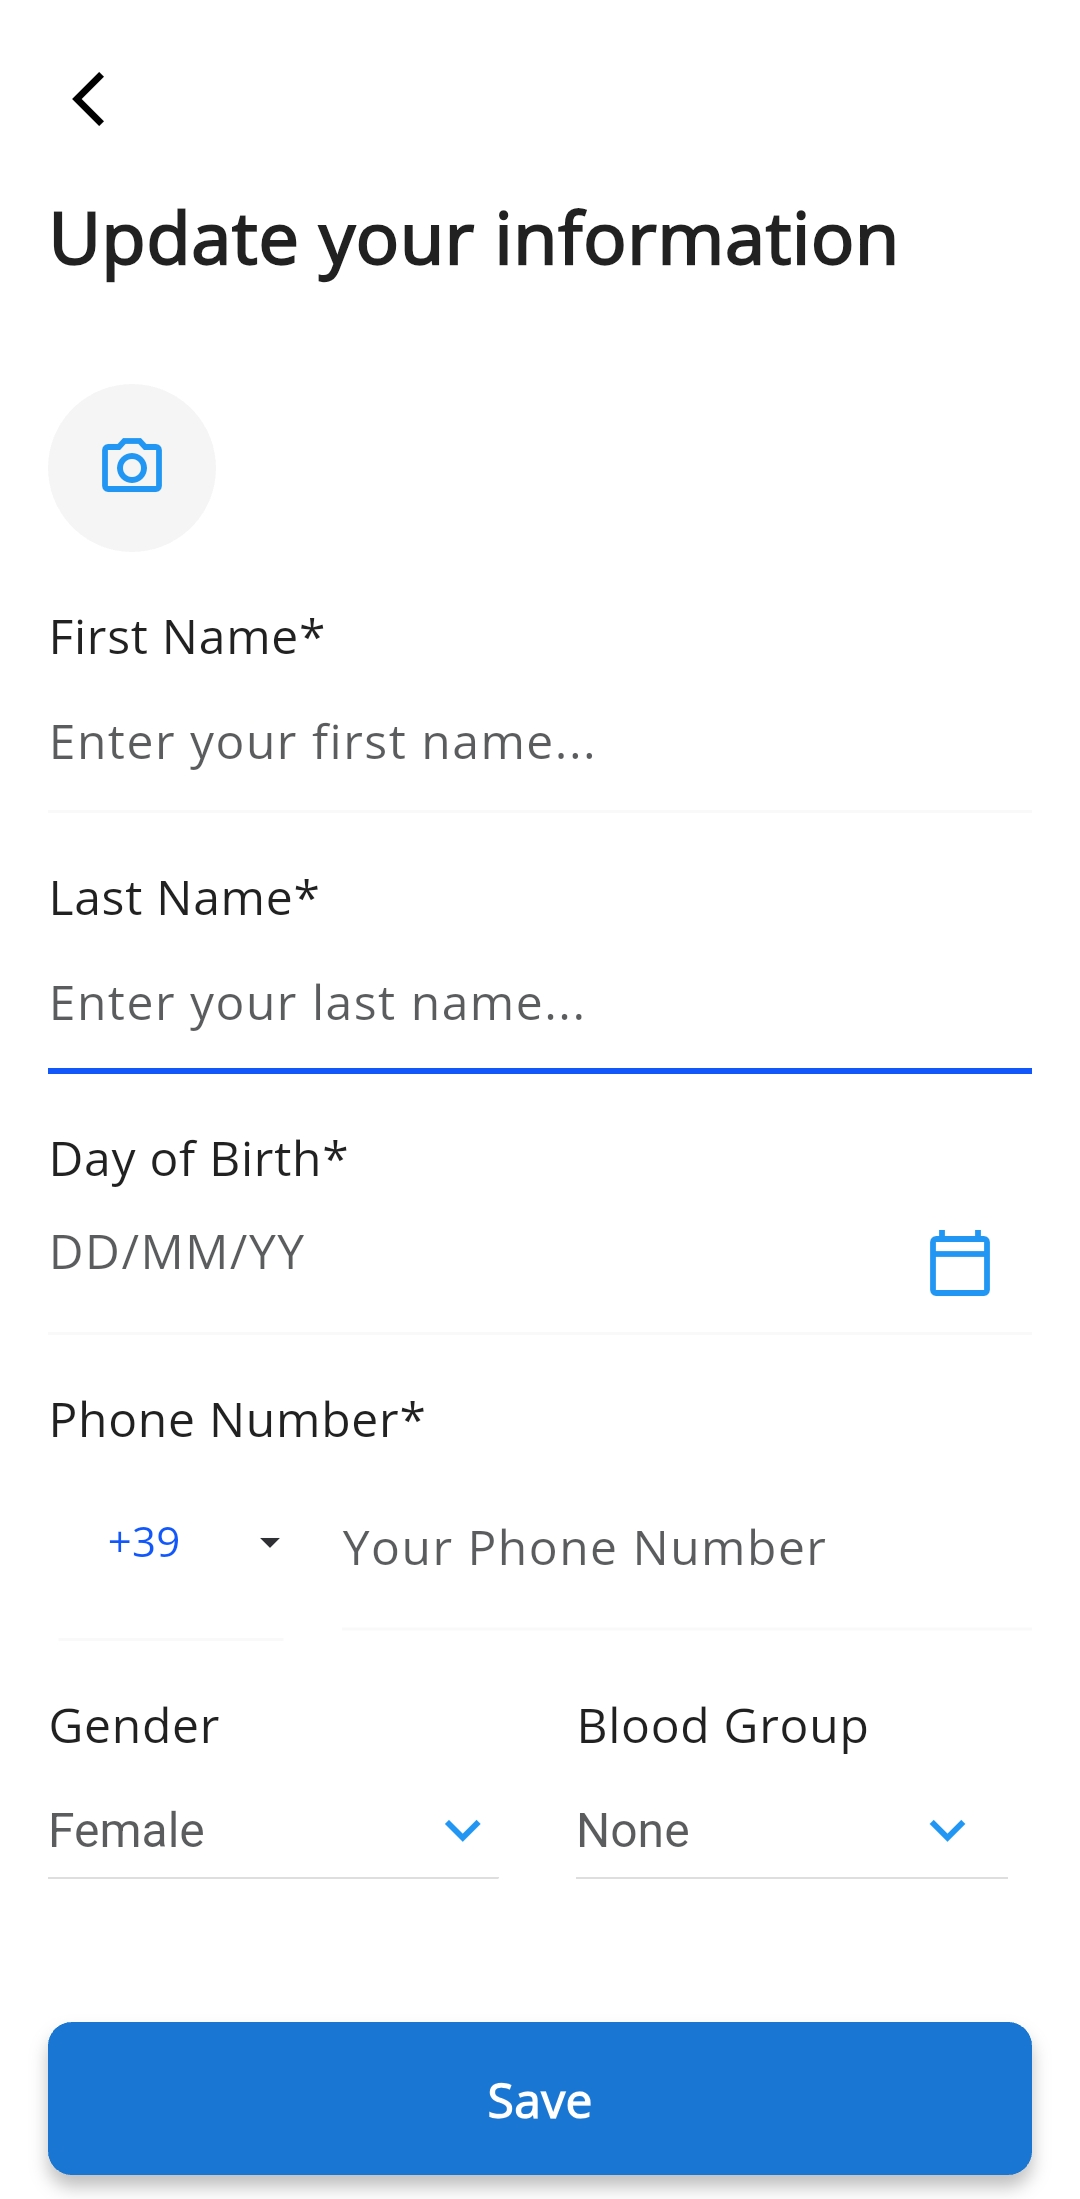 Update your information
First Name*
Enter your first name...
Last Name*
Enter your last name...
Day of Birth*
DD/MM/YY
Phone Number*
+39 Your Phone Number
Gender Blood Group
Female None
Save